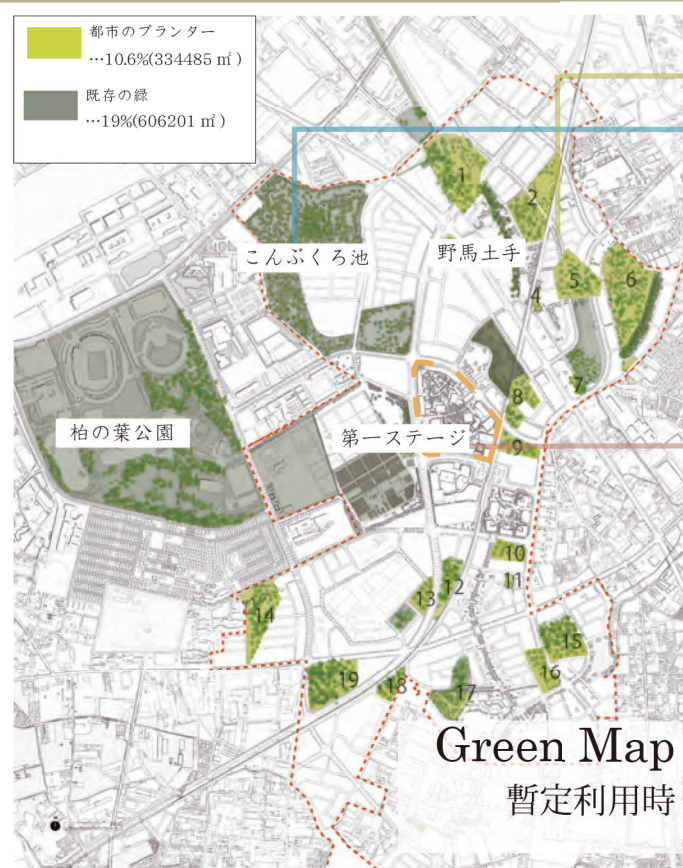 都市のプランター
…10.6%(334485㎡)
既存の緑
…19%(606201㎡)
1
2
こんぶくろ池
野馬土手
5
6
4
7
8
柏の葉公園
第一ステージ
9
10
11
12
13
14
15
16
17
18
19
Green Map
暫定利用時